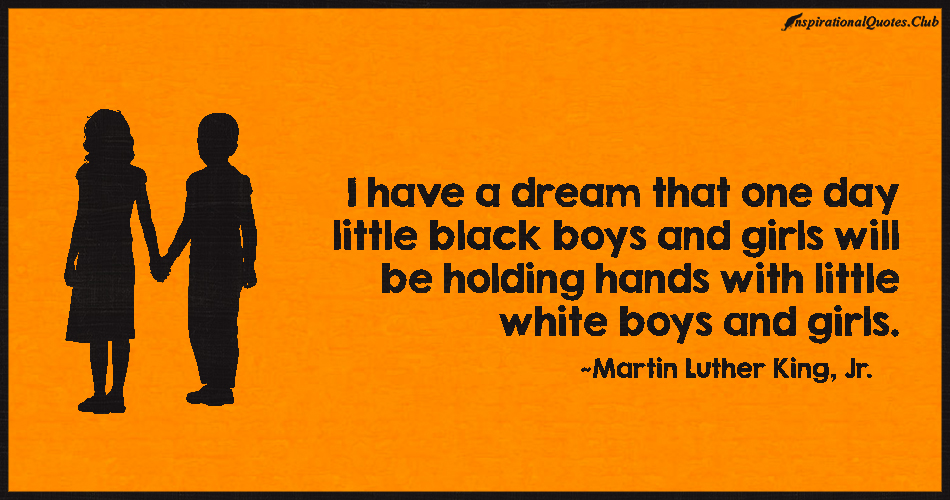 InspirationalQuotes.Club
I have a dream that one day
little black boys and girls will
be holding hands with little
white boys and girls.
~Martin Luther King, Jr.